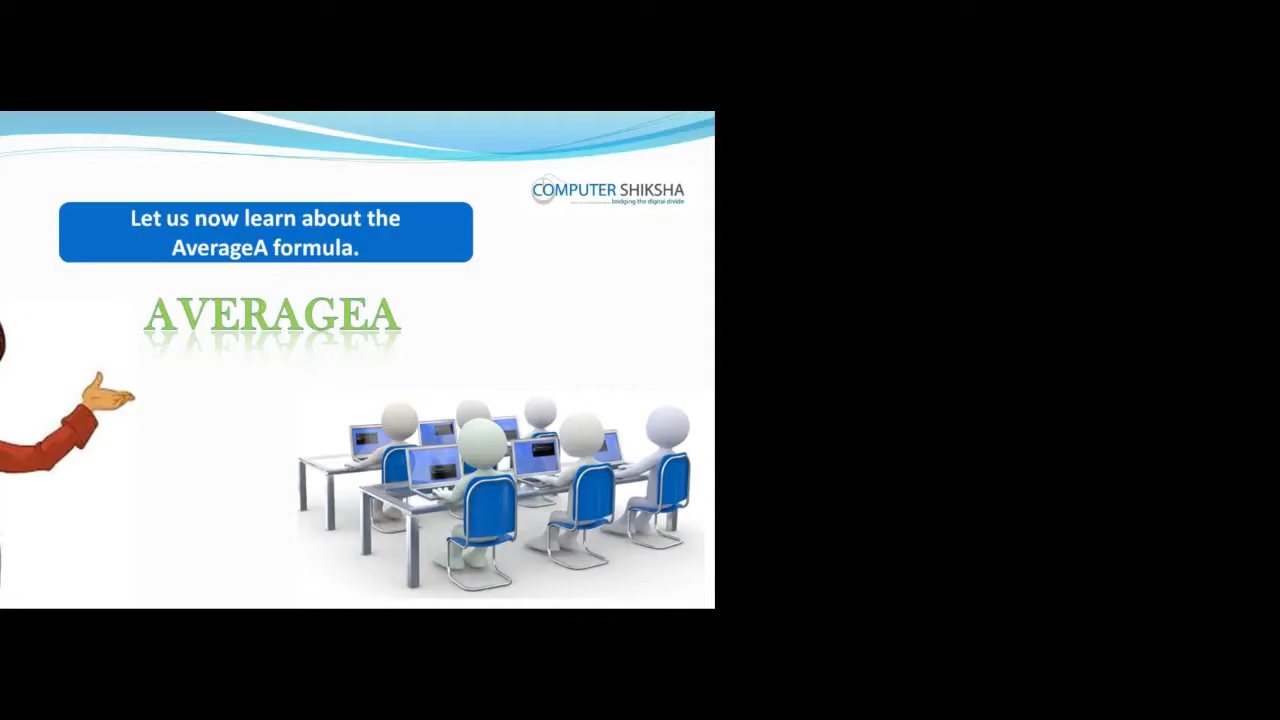 COMPUTER SHIKSHA
.............. bridging the digital divide
Let us now learn about the
AverageA formula.
AVERAGEA